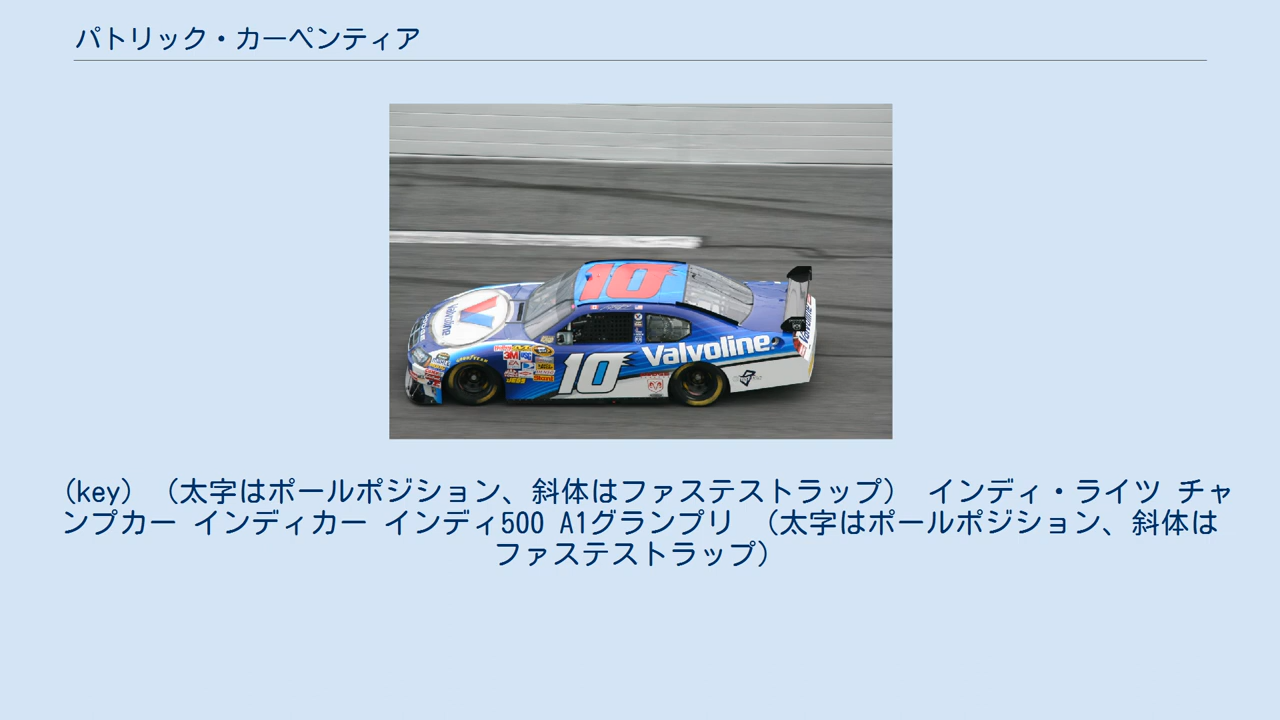 パトリック・カーペンティア
10
Valvoline
10
Valvoline
3M
(key) （太字はポールポジション、斜体はファステストラップ） インディ・ライツ チャ
ンプカー インディカー インディ500 A1グランプリ （太字はポールポジション、斜体は
ファステストラップ）